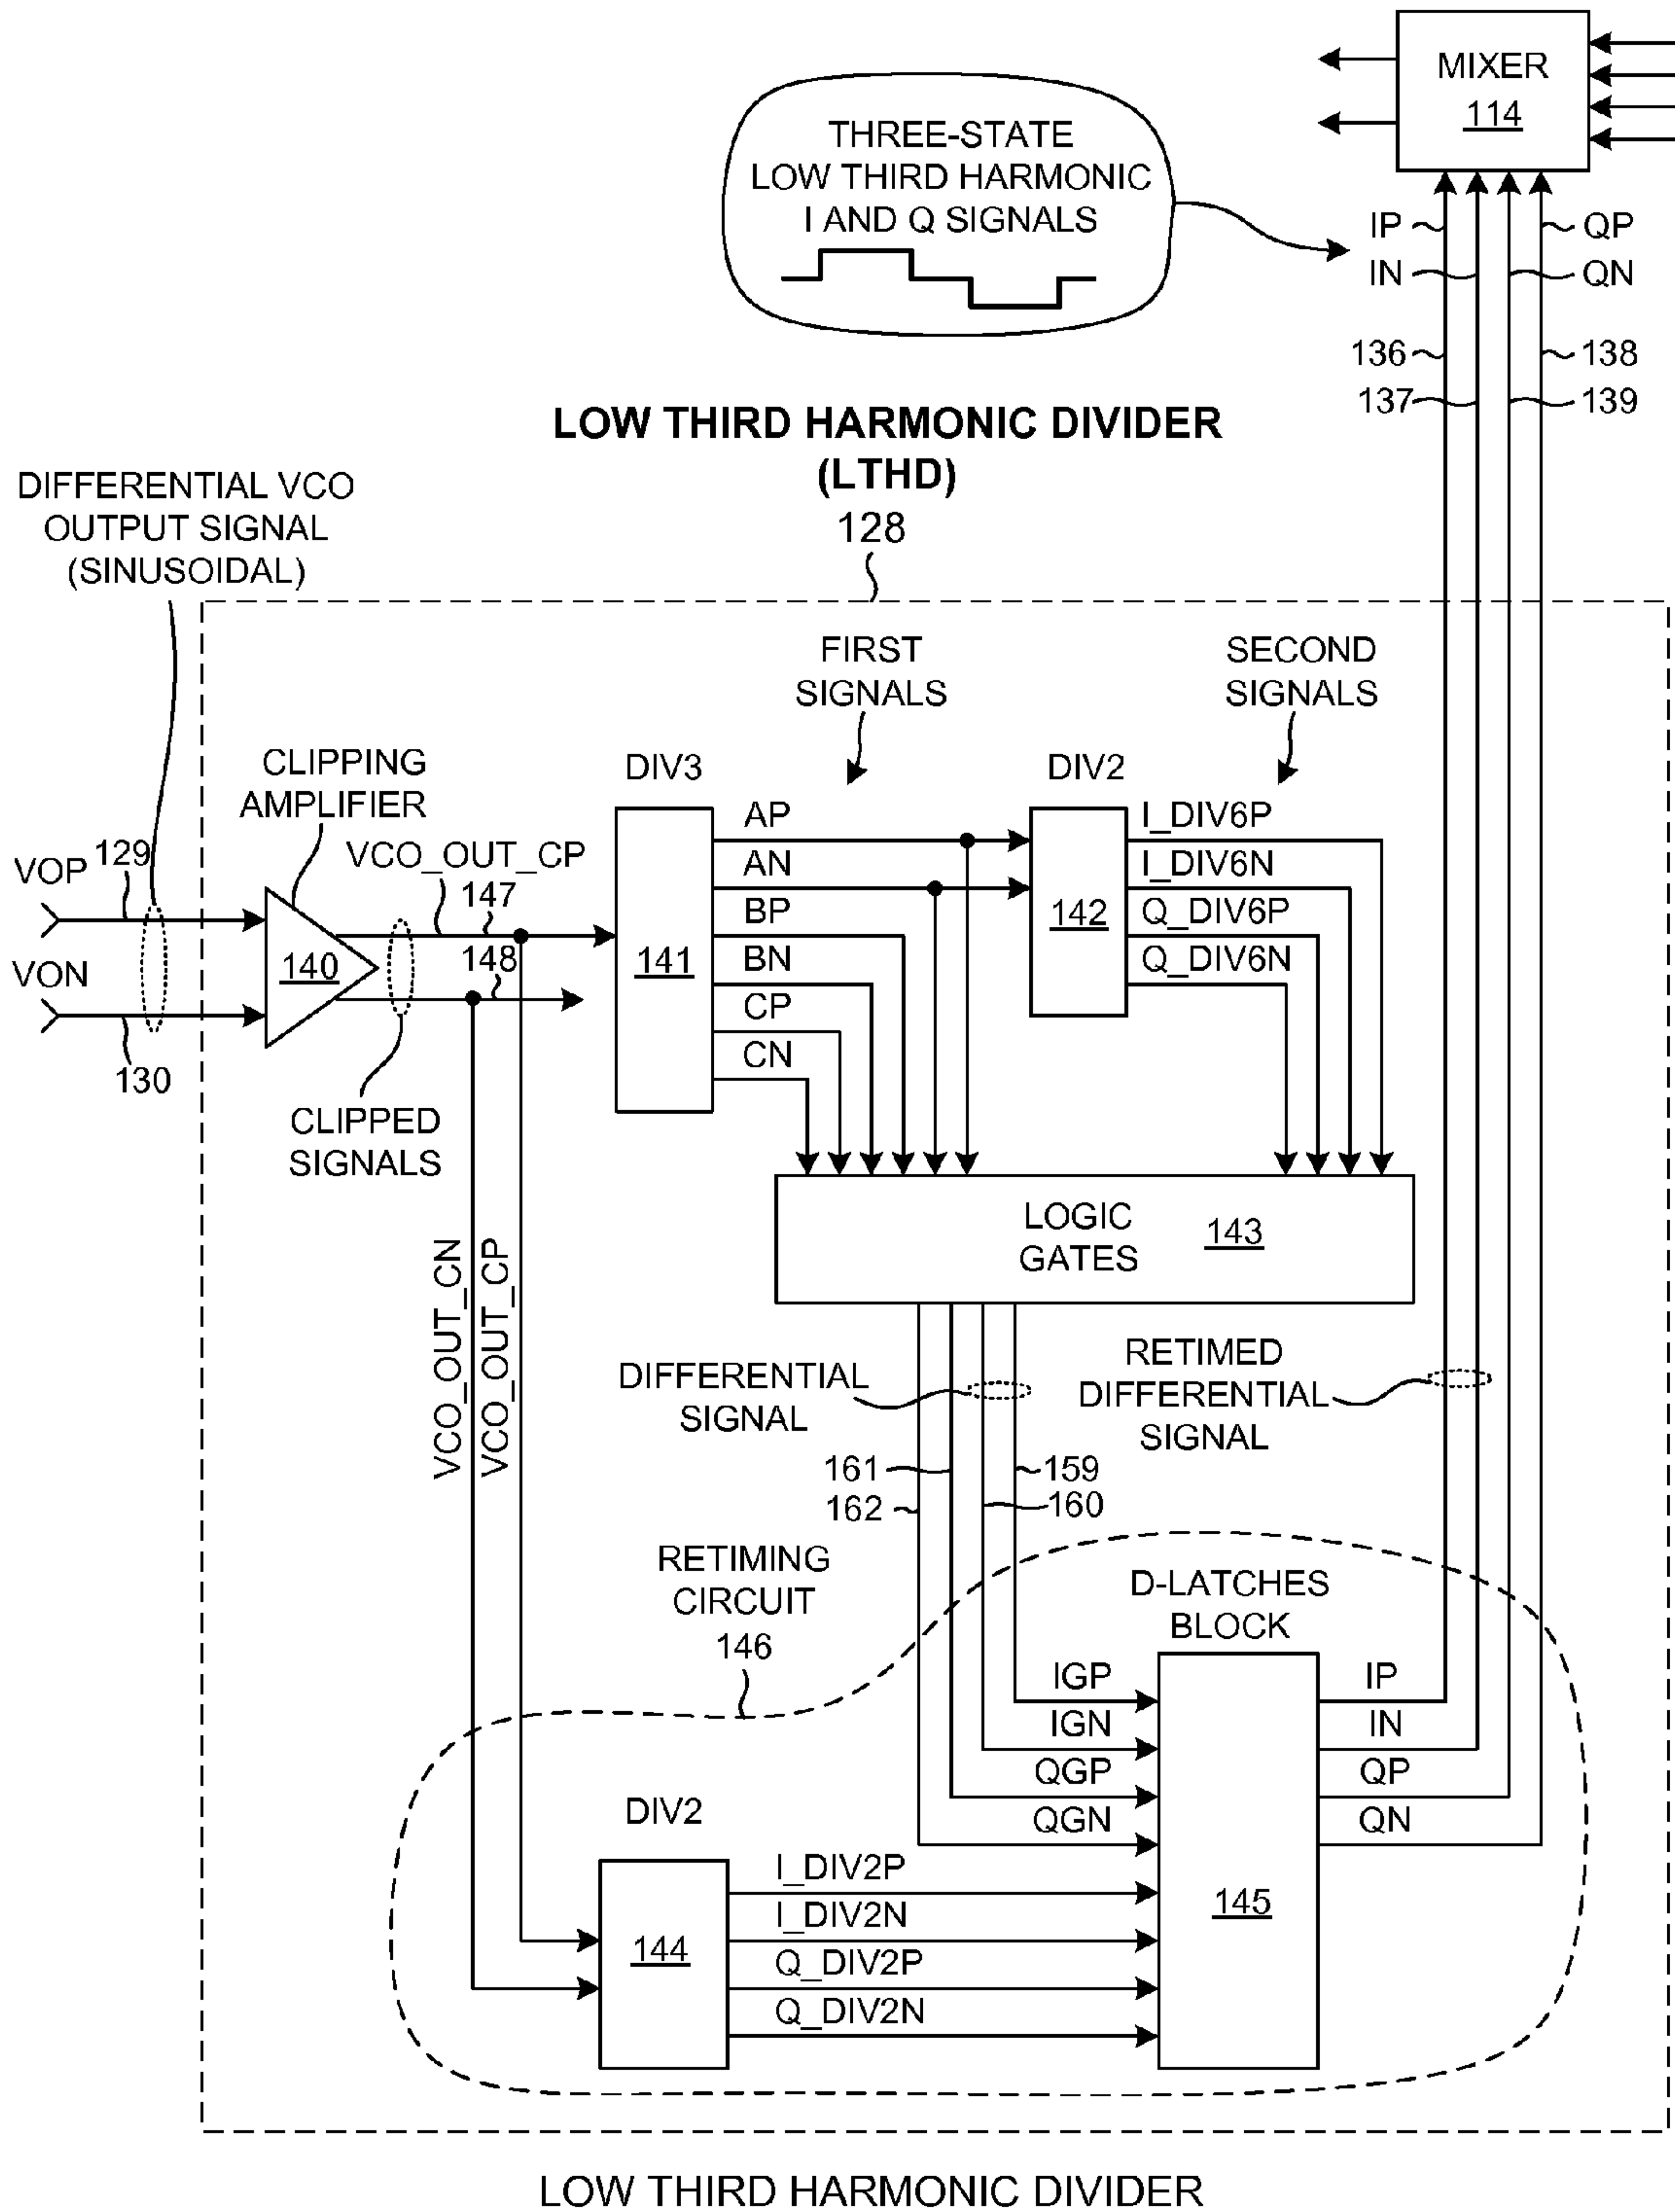 MIXER
114
THREE-STATE
LOW THIRD HARMONIC
I AND Q SIGNALS
IP
QP
IN
QN
136
138
137
139
LOW THIRD HARMONIC DIVIDER
(LTHD)
128
DIFFERENTIAL VCO
OUTPUT SIGNAL
(SINUSOIDAL)
FIRST
SIGNALS
SECOND
SIGNALS
CLIPPING
AMPLIFIER
DIV3
DIV2
VOP
129
VON
130
140
VCO_OUT_CP
147
148
CLIPPED
SIGNALS
141
AP
AN
BP
BN
CP
CN
142
I_DIV6P
I_DIV6N
Q_DIV6P
Q_DIV6N
LOGIC
GATES
143
VCO_OUT_CN
VCO_OUT_CP
DIFFERENTIAL
SIGNAL
RETIMED
DIFFERENTIAL
SIGNAL
161
159
162
160
RETIMING
CIRCUIT
146
D-LATCHES
BLOCK
IGP
IGN
QGP
QGN
IP
IN
QP
QN
145
DIV2
144
I_DIV2P
I_DIV2N
Q_DIV2P
Q_DIV2N
LOW THIRD HARMONIC DIVIDER